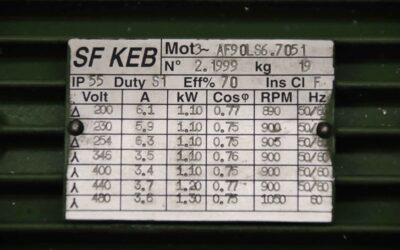 SF KEB Mot 3~ AF90LS6.7051
N° 2.1999 kg 19
IP 55 Duty S1 Eff% 70 Ins Cl F
Volt A kW Cosφ RPM Hz
Δ 200 6.1 1.10 0.77 890 50/60
Δ 230 5.9 1.10 0.75 900 50/60
Δ 254 6.3 1.10 0.75 905 50/60
⅄ 346 3.5 1.10 0.76 900 50/60
⅄ 400 3.4 1.10 0.75 900 50/60
⅄ 440 3.7 1.20 0.77 900 50/60
⅄ 480 3.6 1.30 0.75 1080 60